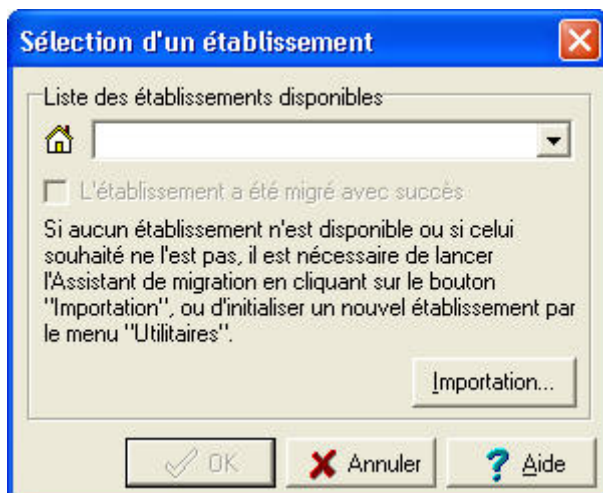 Sélection d'un établissement
Liste des établissements disponibles
L'établissement a été migré avec succès
Si aucun établissement n'est disponible ou si celui
souhaité ne l'est pas, il est nécessaire de lancer
l'Assistant de migration en cliquant sur le bouton
"Importation", ou d'initialiser un nouvel établissement par
le menu "Utilitaires".
Importation...
OK Annuler Aide